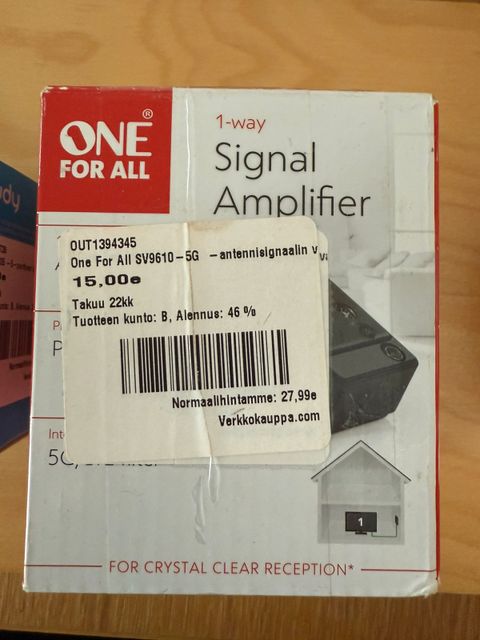 ONE®
FOR ALL
1-way
Signal
Amplifier
OUT1394345
One For All SV9610-5G -antennisignaalin v
15,00e
Takuu 22kk
Tuotteen kunto: B, Alennus: 46 %
Normaalihintamme: 27,99e
Verkkokauppa.com
1
FOR CRYSTAL CLEAR RECEPTION*